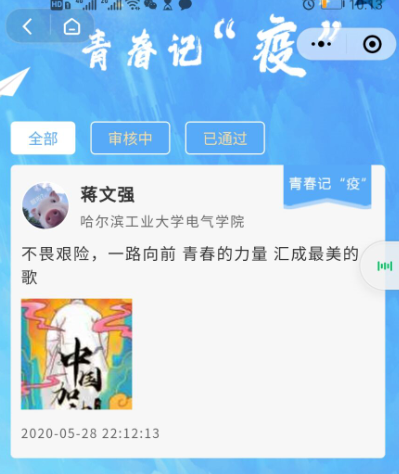 青春记“疫”
全部
审核中
已通过
青春记“疫”
蒋文强
哈尔滨工业大学电气学院
不畏艰险，一路向前 青春的力量 汇成最美的
歌
中国加油
2020-05-28 22:12:13